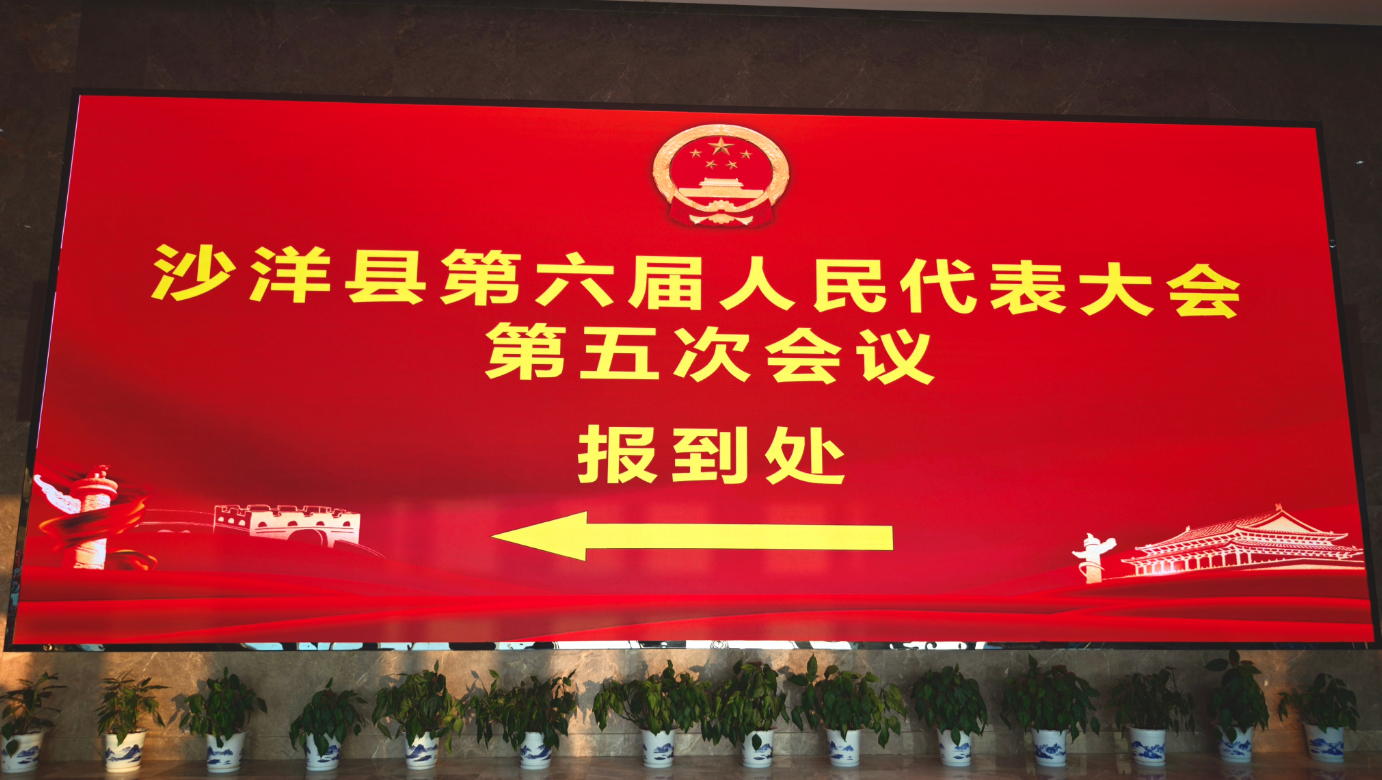 沙洋县第六届人民代表大会
第五次会议
报到处